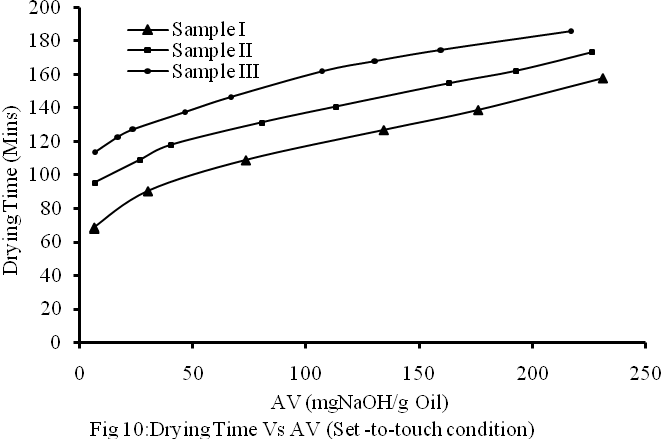 180
200
Sample I
Sample II
Sample III
160
140
120
100
80
60
40
20
0
Drying Time (Mins)
0 50 100 150 200 250
AV (mgNaOH/g Oil)
Fig 10:Drying Time Vs AV (Set -to-touch condition)